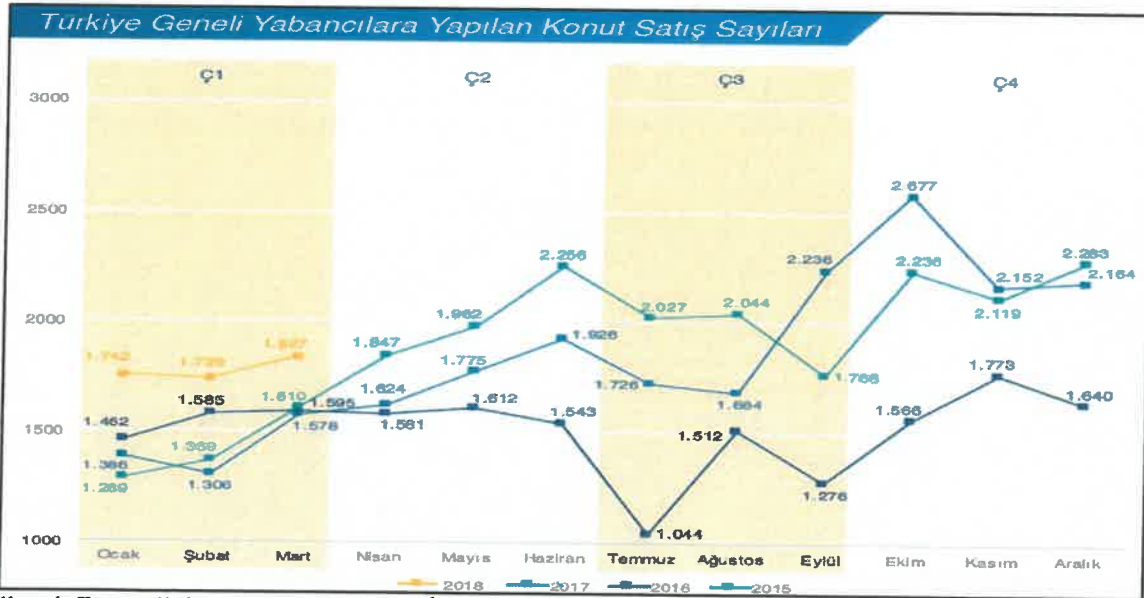 Türkiye Geneli Yabancılara Yapılan Konut Satış Sayıları
Ç1 Ç2 Ç3 Ç4
3000
2500
2000
1500
1000
1.742 1.729 1.827
1.462 1.585 1.595 1.581 1.612 1.543 1.044 1.512 1.276 1.566 1.773 1.640
1.386 1.306 1.578 1.624 1.775 1.926 1.726 1.684 2.236 2.677 2.152 2.164
1.289 1.369 1.610 1.847 1.962 2.256 2.027 2.044 1.766 2.236 2.119 2.283
Ocak Şubat Mart Nisan Mayıs Haziran Temmuz Ağustos Eylül Ekim Kasım Aralık
2018 2017 2016 2015